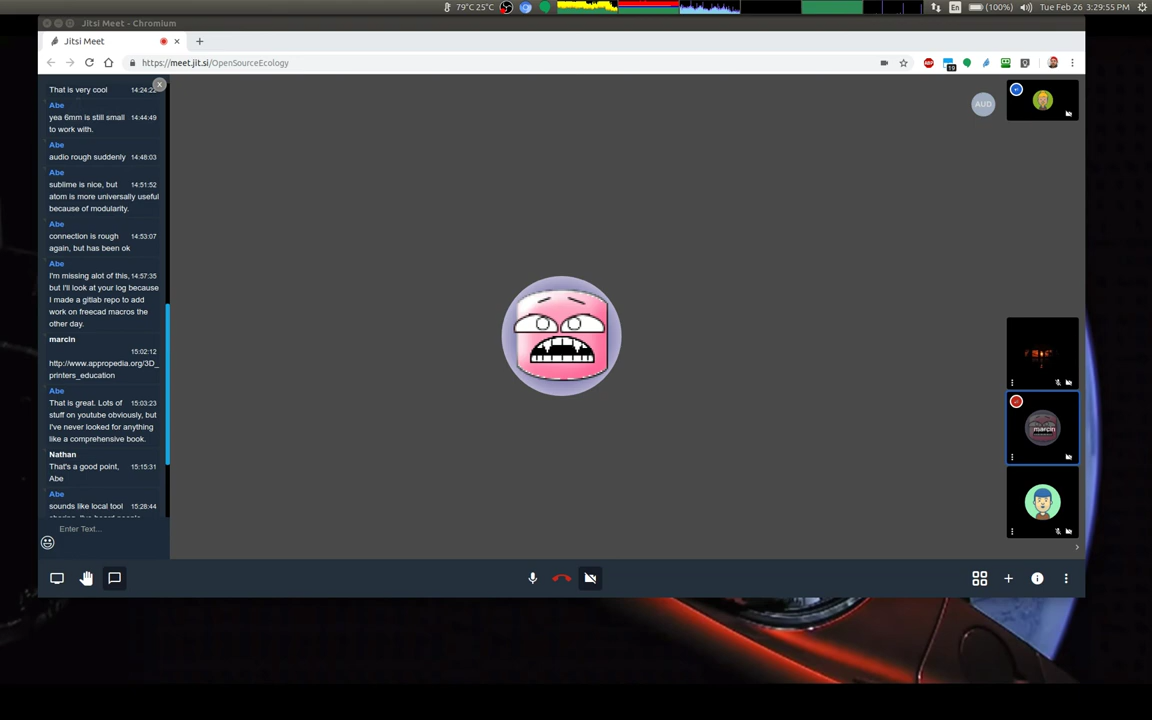 79°C 25°C
En
(100%)
Tue Feb 26 3:29:55 PM
Jitsi Meet - Chromium
Jitsi Meet
https://meet.jit.si/OpenSourceEcology
ABP
19
That is very cool 14:24:22
Abe
yea 6mm is still small 14:44:49
to work with.
Abe
audio rough suddenly 14:48:03
Abe
sublime is nice, but 14:51:52
atom is more universally useful
because of modularity.
Abe
connection is rough 14:53:07
again, but has been ok
Abe
I'm missing alot of this, 14:57:35
but I'll look at your log because
I made a gitlab repo to add
work on freecad macros the
other day.
marcin
15:02:12
http://www.appropedia.org/3D_
printers_education
Abe
That is great. Lots of 15:03:23
stuff on youtube obviously, but
I've never looked for anything
like a comprehensive book.
Nathan
That's a good point, 15:15:31
Abe
Abe
sounds like local tool 15:28:44
Enter Text...
AUD
marcin